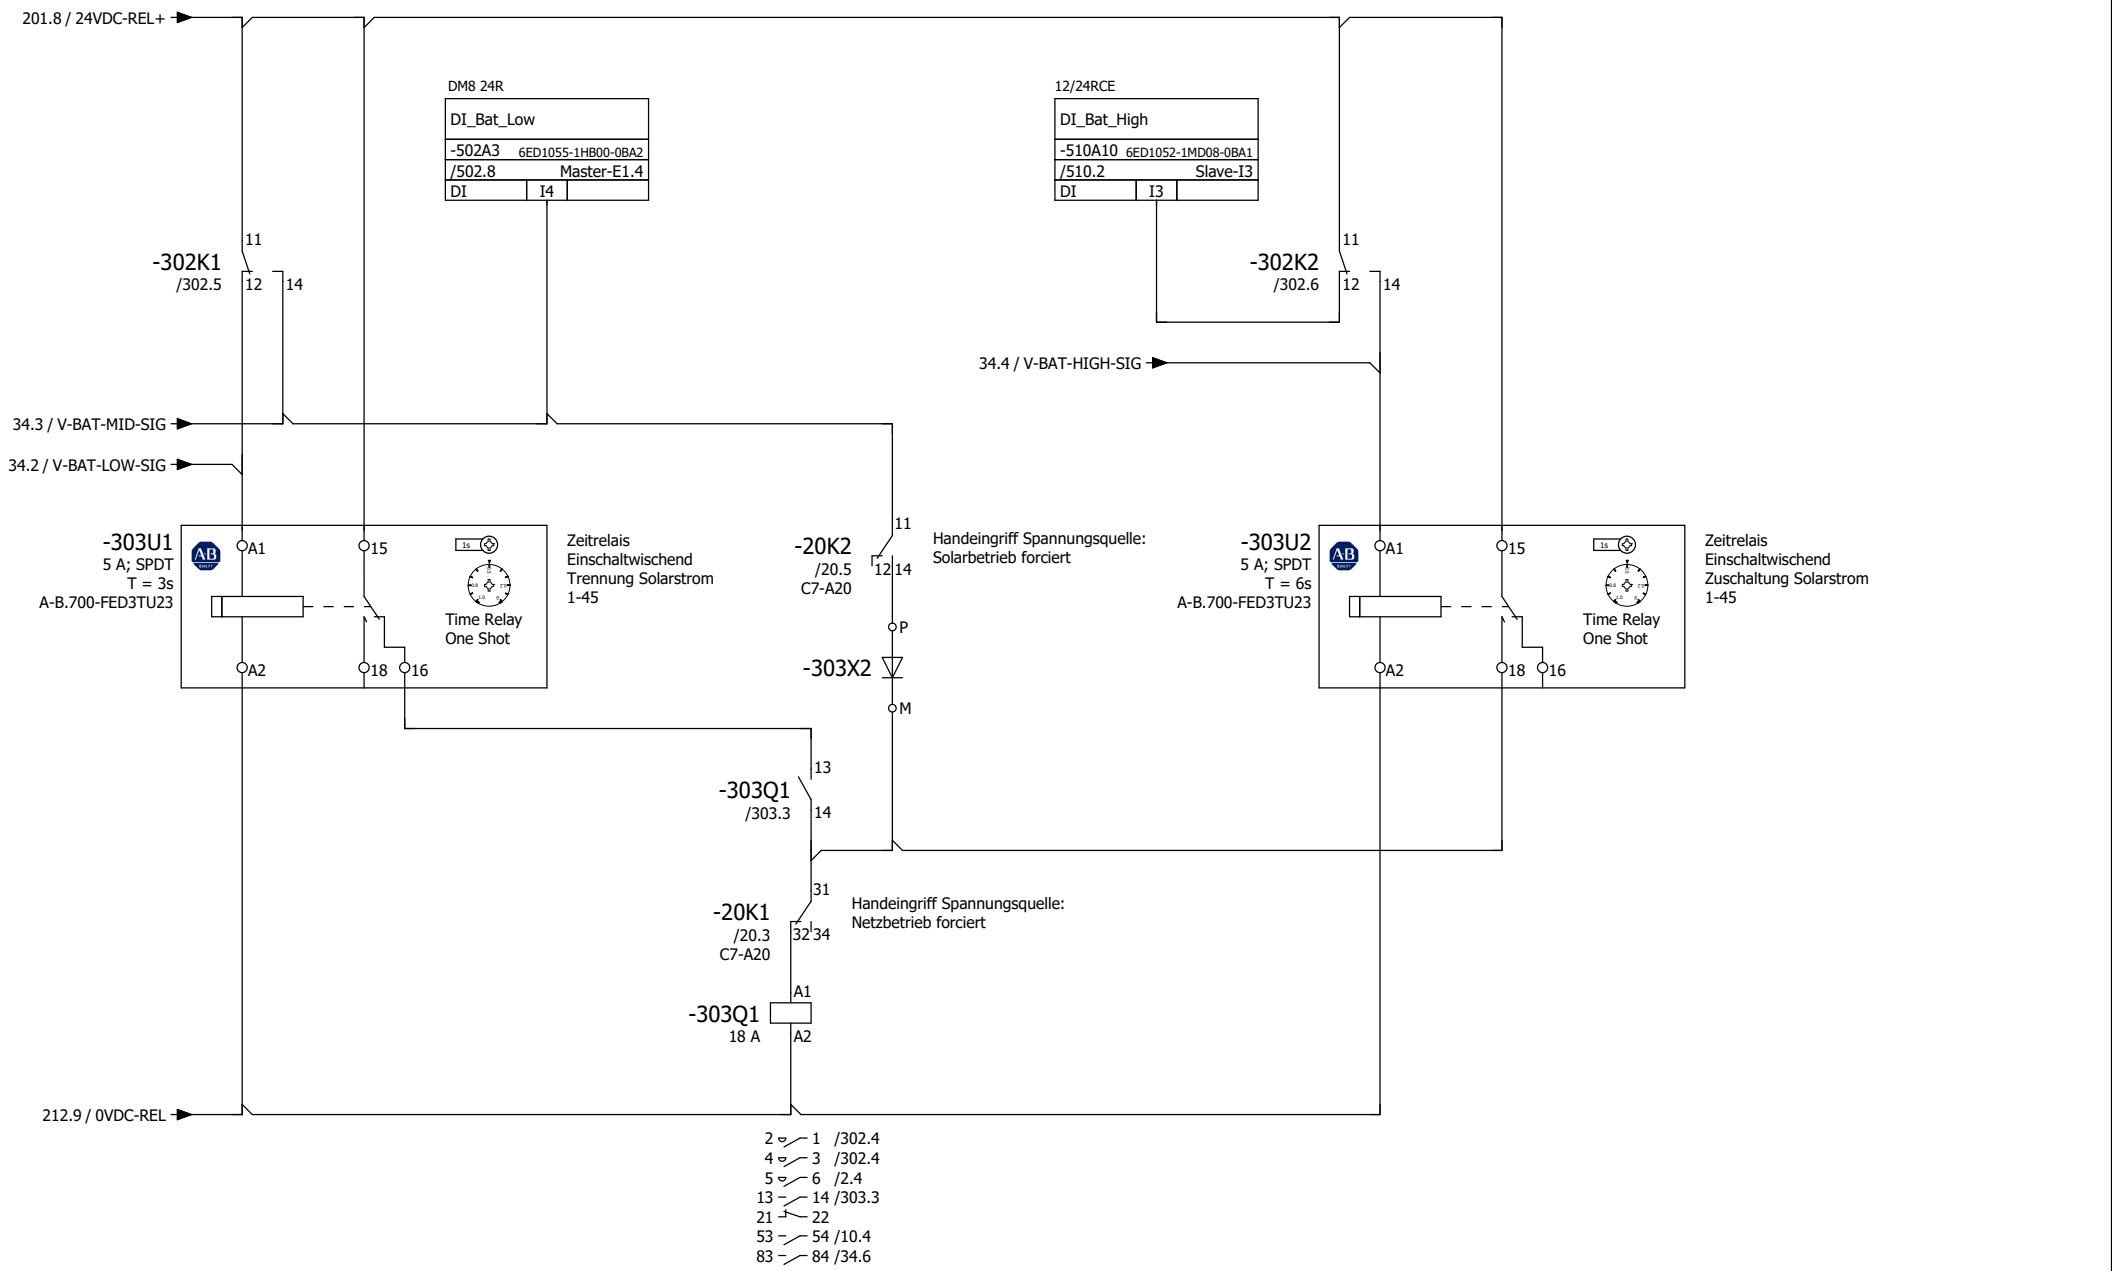 201.8 / 24VDC-REL+
DM8 24R
DI_Bat_Low
-502A3 6ED1055-1HB00-0BA2
/502.8 Master-E1.4
DI I4
12/24RCE
DI_Bat_High
-510A10 6ED1052-1MD08-0BA1
/510.2 Slave-I3
DI I3
11
-302K1
/302.5
12 14
11
-302K2
/302.6
12 14
34.4 / V-BAT-HIGH-SIG
34.3 / V-BAT-MID-SIG
34.2 / V-BAT-LOW-SIG
-303U1
5 A; SPDT
T = 3s
A-B.700-FED3TU23
AB
QUALITY
A1
15
1s
Time Relay
One Shot
A2
18
16
Zeitrelais
Einschaltwischend
Trennung Solarstrom
1-45
11
-20K2
/20.5
C7-A20
12 14
Handeingriff Spannungsquelle:
Solarbetrieb forciert
P
-303X2
M
-303U2
5 A; SPDT
T = 6s
A-B.700-FED3TU23
AB
QUALITY
A1
15
1s
Time Relay
One Shot
A2
18
16
Zeitrelais
Einschaltwischend
Zuschaltung Solarstrom
1-45
13
-303Q1
/303.3
14
31
-20K1
/20.3
C7-A20
32 34
Handeingriff Spannungsquelle:
Netzbetrieb forciert
A1
-303Q1
18 A
A2
212.9 / 0VDC-REL
2 1 /302.4
4 3 /302.4
5 6 /2.4
13 14 /303.3
21 22
53 54 /10.4
83 84 /34.6